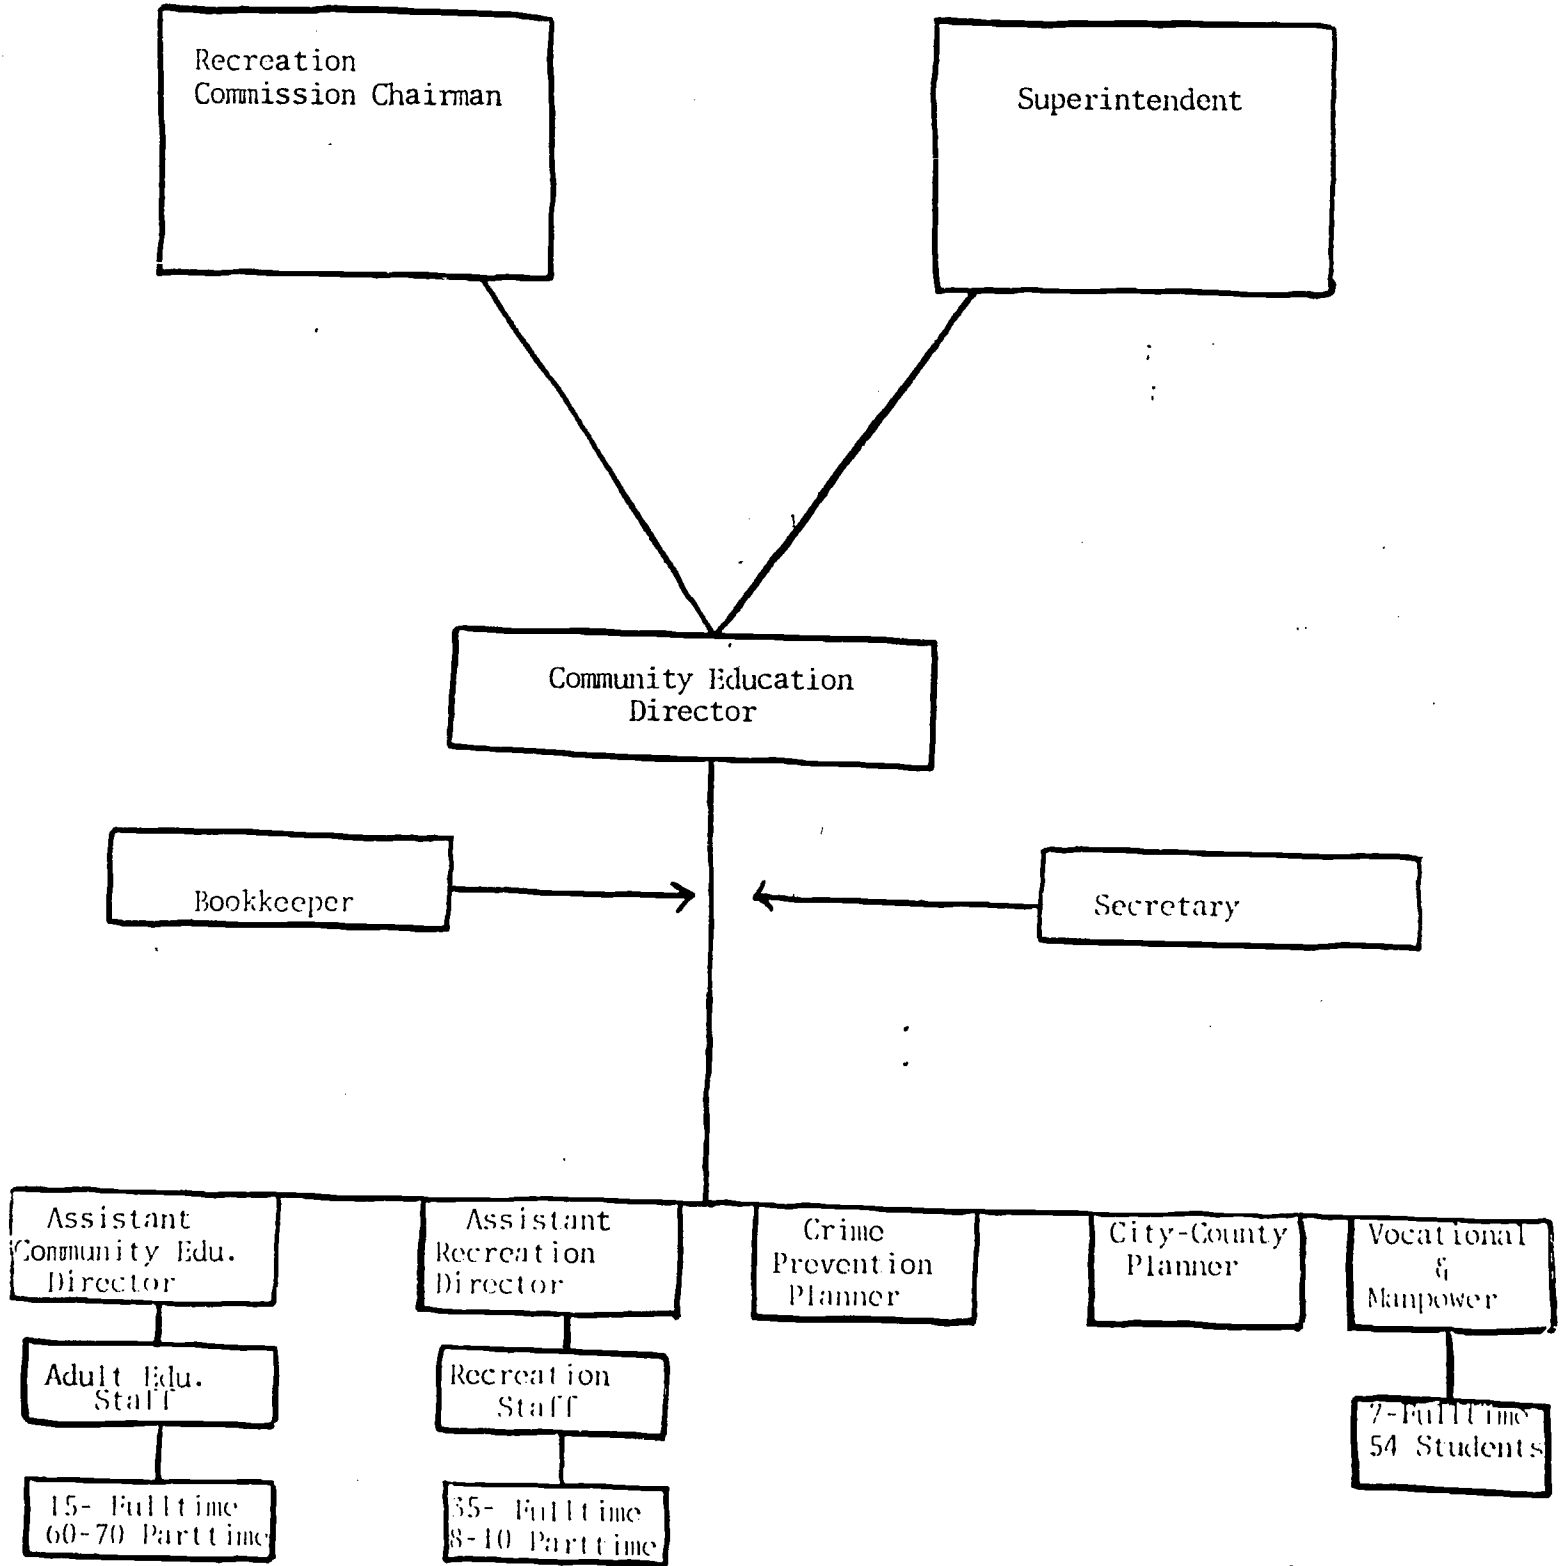 Recreation
Commission Chairman
Superintendent
Community Education
Director
Bookkeeper
Secretary
Assistant
Community Edu.
Director
Assistant
Recreation
Director
Crime
Prevention
Planner
City-County
Planner
Vocational
&
Manpower
Adult Edu.
Staff
Recreation
Staff
7-Fulltime
54 Students
15- Fulltime
60-70 Parttime
35- Fulltime
8-10 Parttime